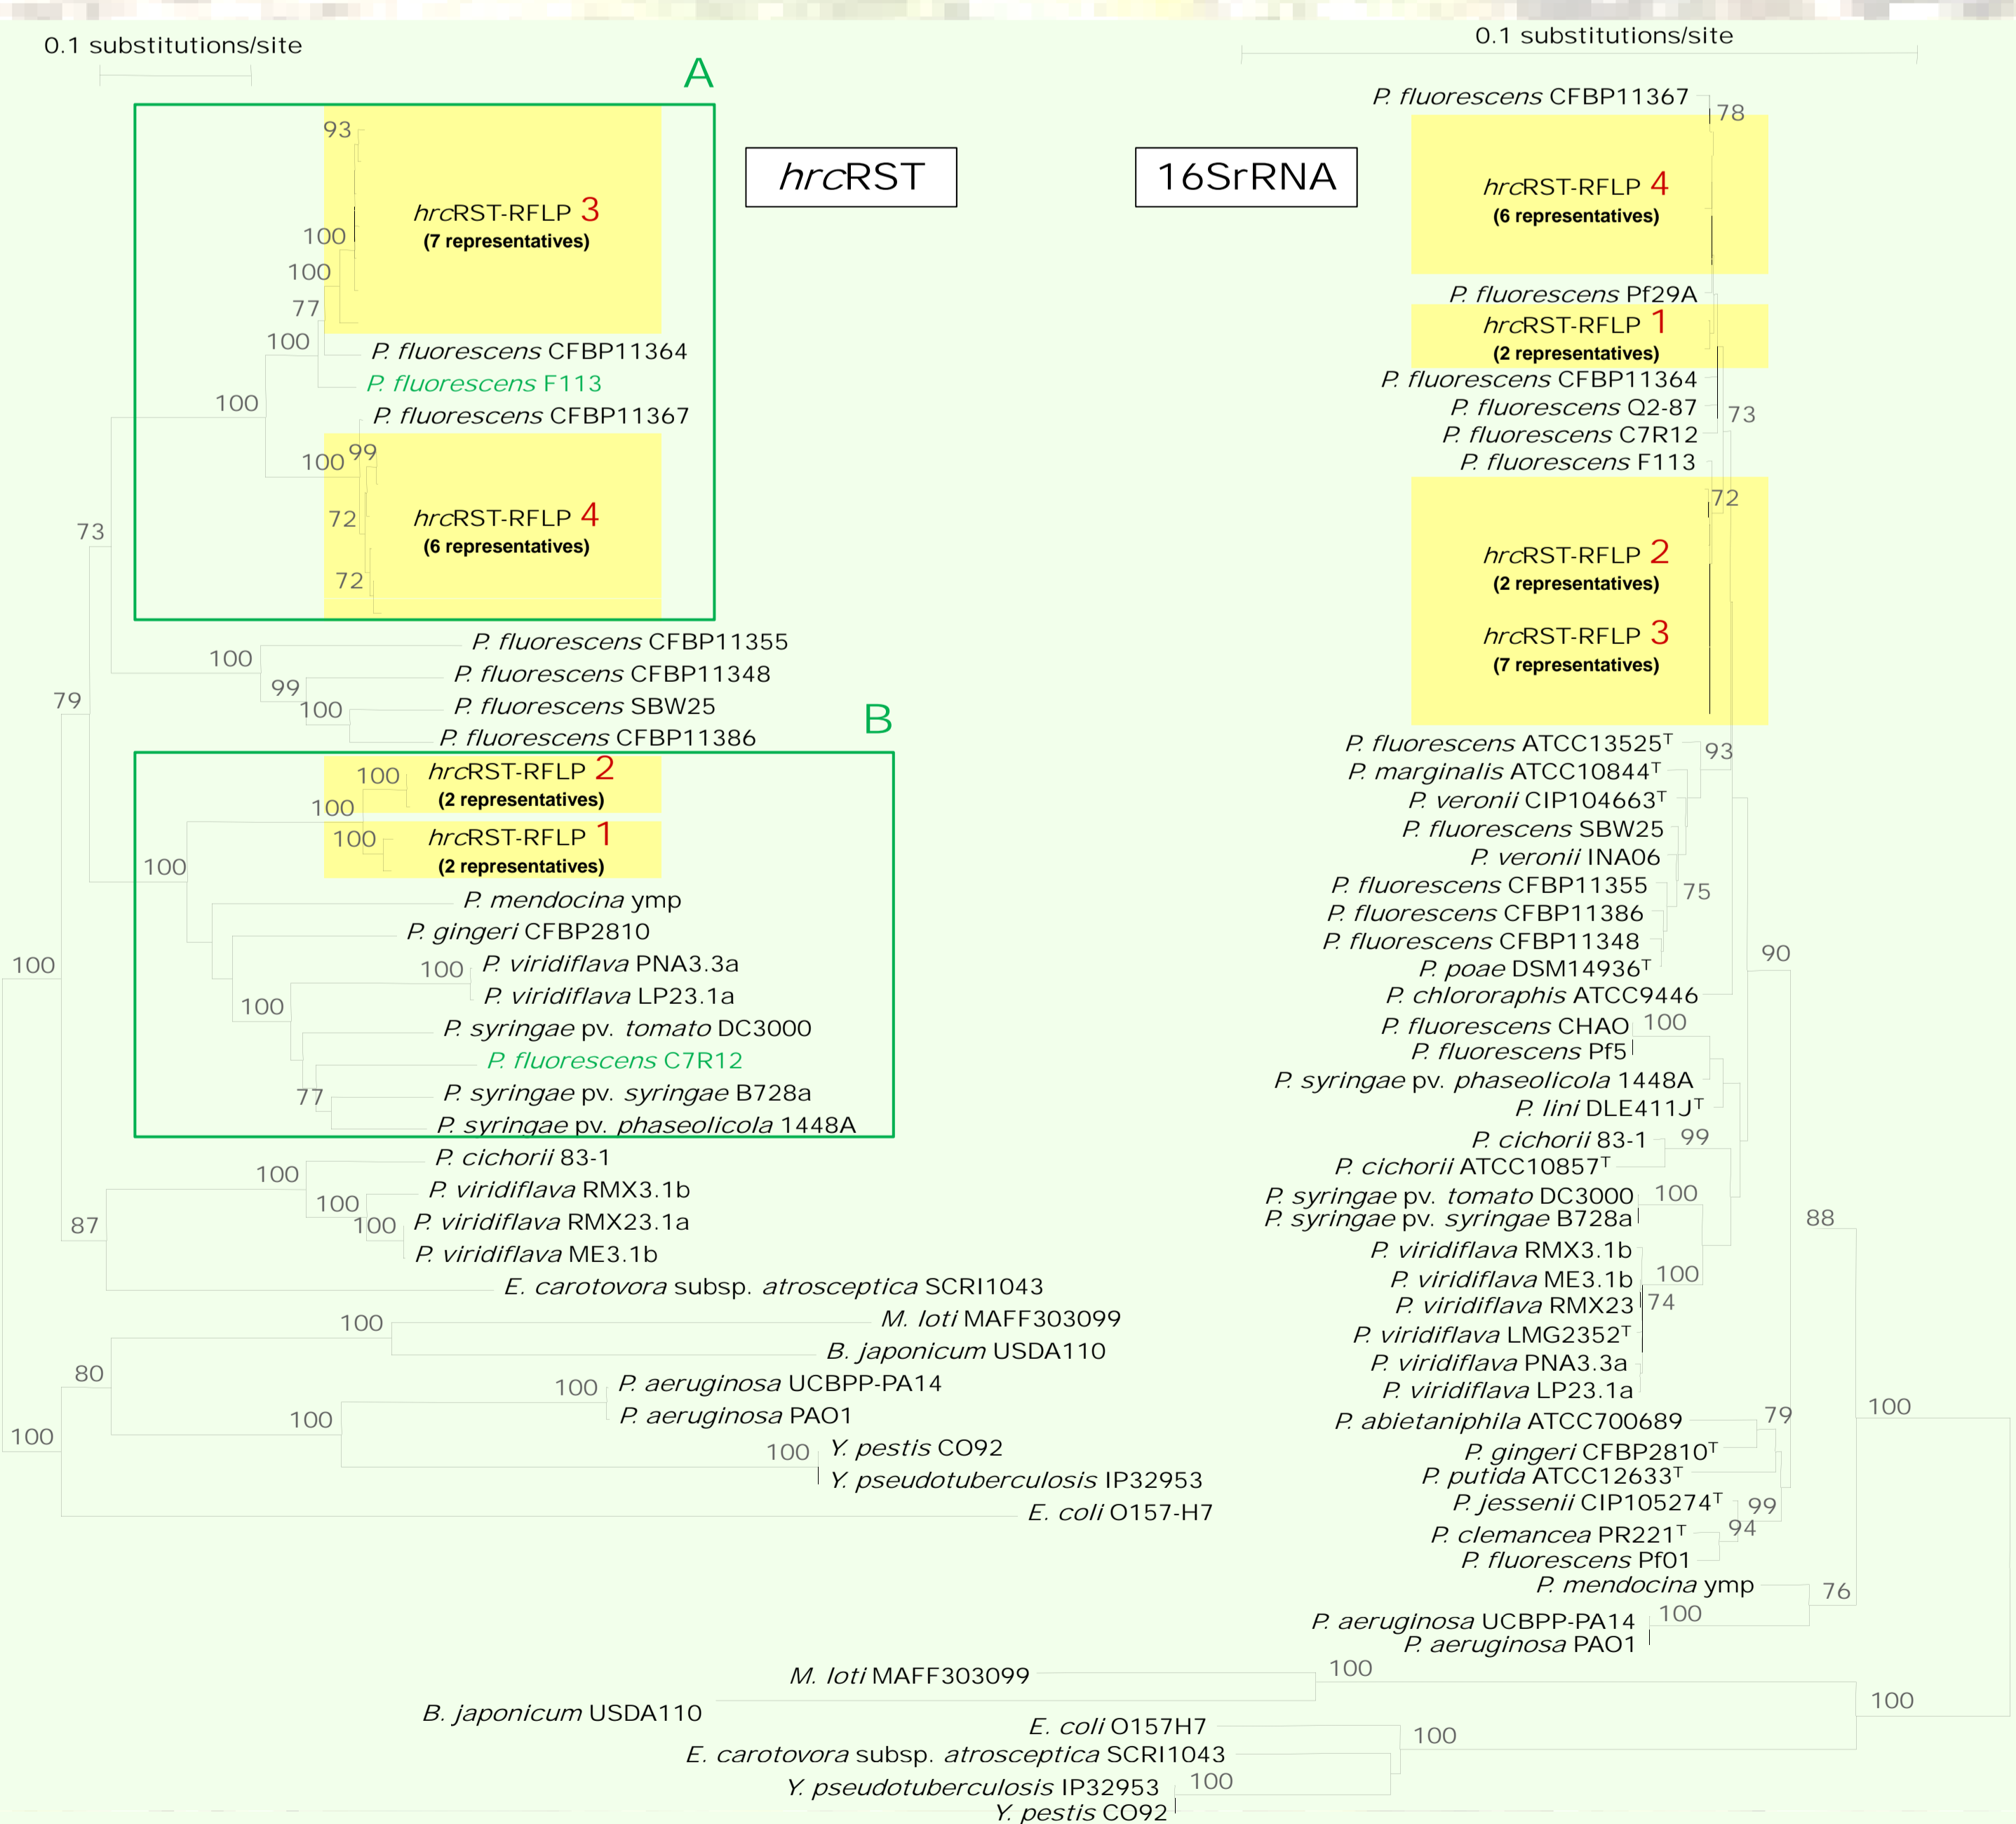 0.1 substitutions/site
A
93
hrcRST-RFLP 3
(7 representatives)
100
100
77
100
P. fluorescens CFBP11364
P. fluorescens F113
100
P. fluorescens CFBP11367
100
99
hrcRST-RFLP 4
(6 representatives)
72
72
73
P. fluorescens CFBP11355
100
P. fluorescens CFBP11348
99
P. fluorescens SBW25
100
79
P. fluorescens CFBP11386
B
100
hrcRST-RFLP 2
(2 representatives)
100
100
hrcRST-RFLP 1
(2 representatives)
100
P. mendocina ymp
P. gingeri CFBP2810
100
P. viridiflava PNA3.3a
P. viridiflava LP23.1a
100
P. syringae pv. tomato DC3000
P. fluorescens C7R12
P. syringae pv. syringae B728a
77
P. syringae pv. phaseolicola 1448A
100
P. cichorii 83-1
100
P. viridiflava RMX3.1b
100
P. viridiflava RMX23.1a
100
87
P. viridiflava ME3.1b
E. carotovora subsp. atrosceptica SCRI1043
M. loti MAFF303099
100
B. japonicum USDA110
80
P. aeruginosa UCBPP-PA14
100
P. aeruginosa PAO1
100
100
Y. pestis CO92
100
Y. pseudotuberculosis IP32953
E. coli O157-H7
hrcRST
16SrRNA
0.1 substitutions/site
P. fluorescens CFBP11367
78
hrcRST-RFLP 4
(6 representatives)
P. fluorescens Pf29A
hrcRST-RFLP 1
(2 representatives)
P. fluorescens CFBP11364
P. fluorescens Q2-87
73
P. fluorescens C7R12
P. fluorescens F113
72
hrcRST-RFLP 2
(2 representatives)
hrcRST-RFLP 3
(7 representatives)
P. fluorescens ATCC13525T
93
P. marginalis ATCC10844T
P. veronii CIP104663T
P. fluorescens SBW25
P. veronii INA06
P. fluorescens CFBP11355
75
P. fluorescens CFBP11386
P. fluorescens CFBP11348
90
P. poae DSM14936T
P. chlororaphis ATCC9446
P. fluorescens CHAO
100
P. fluorescens Pf5
P. syringae pv. phaseolicola 1448A
P. lini DLE411JT
P. cichorii 83-1
99
P. cichorii ATCC10857T
P. syringae pv. tomato DC3000
100
P. syringae pv. syringae B728a
88
P. viridiflava RMX3.1b
P. viridiflava ME3.1b
100
P. viridiflava RMX23
74
P. viridiflava LMG2352T
P. viridiflava PNA3.3a
P. viridiflava LP23.1a
100
P. abietaniphila ATCC700689
79
P. gingeri CFBP2810T
P. putida ATCC12633T
P. jessenii CIP105274T
99
P. clemancea PR221T
94
P. fluorescens Pf01
P. mendocina ymp
76
P. aeruginosa UCBPP-PA14
100
P. aeruginosa PAO1
M. loti MAFF303099
100
B. japonicum USDA110
100
E. coli O157H7
100
E. carotovora subsp. atrosceptica SCRI1043
Y. pseudotuberculosis IP32953
100
Y. pestis CO92